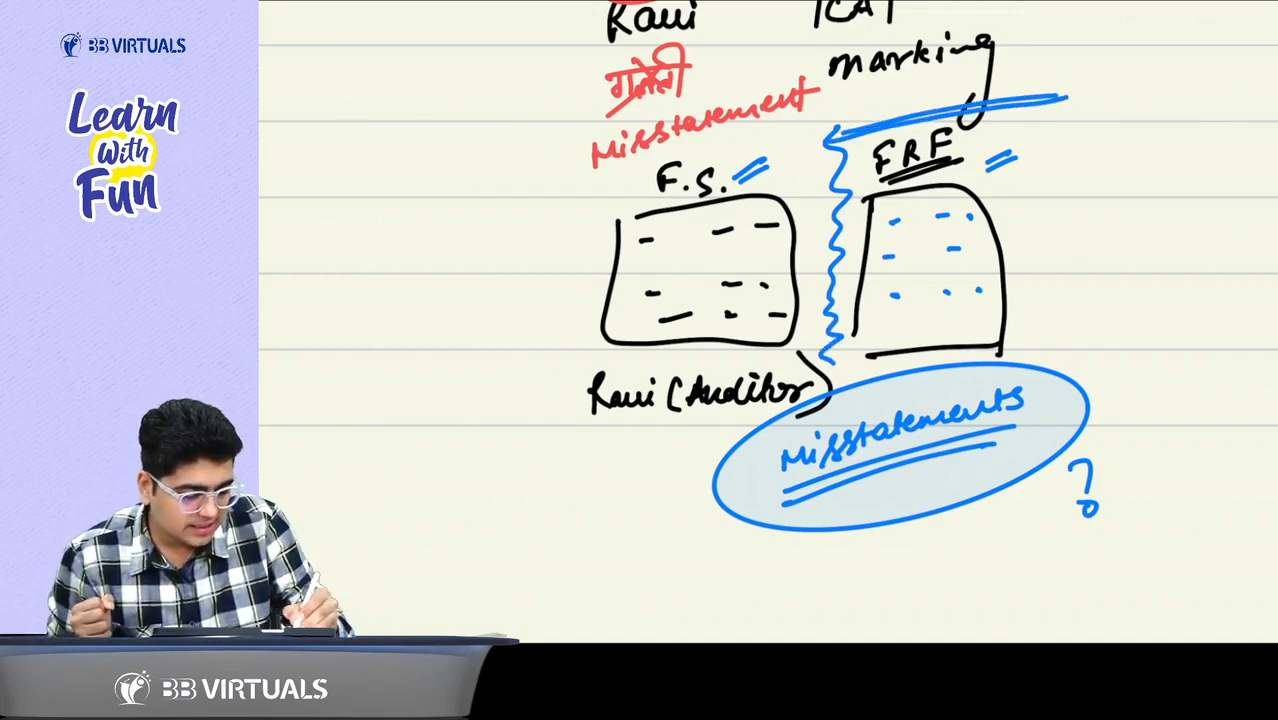 BB VIRTUALS
Learn
With
Fun
Ravi ICAI
marking
गलती
Misstatement
F.S.
FRF
Ravi (Auditor)
Misstatements
?
BB VIRTUALS